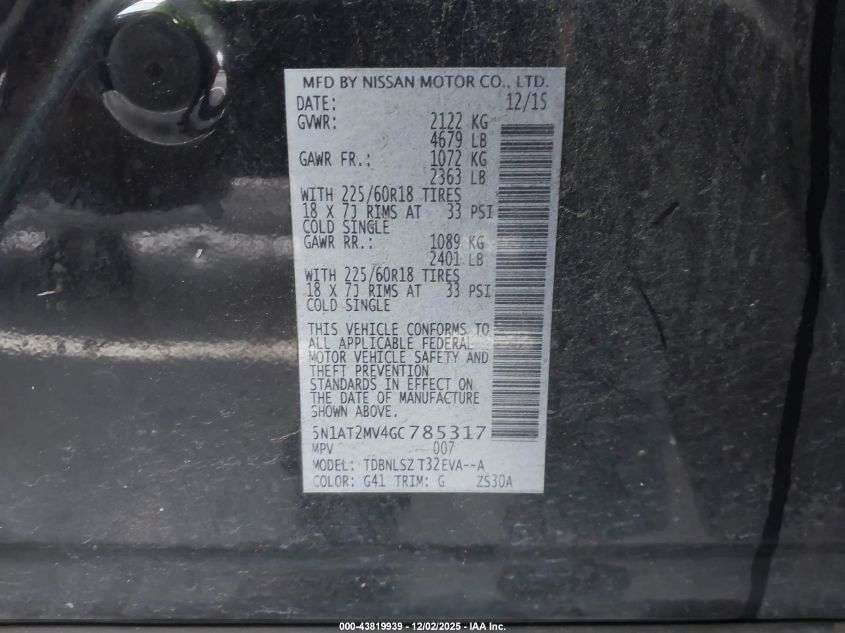 MFD BY NISSAN MOTOR CO., LTD.
DATE: 12/15
GVWR: 2122 KG
4679 LB
GAWR FR.: 1072 KG
2363 LB
WITH 225/60R18 TIRES
18 X 7J RIMS AT 33 PSI
COLD SINGLE
GAWR RR.: 1089 KG
2401 LB
WITH 225/60R18 TIRES
18 X 7J RIMS AT 33 PSI
COLD SINGLE
THIS VEHICLE CONFORMS TO
ALL APPLICABLE FEDERAL
MOTOR VEHICLE SAFETY AND
THEFT PREVENTION
STANDARDS IN EFFECT ON
THE DATE OF MANUFACTURE
SHOWN ABOVE.
5N1AT2MV4GC785317
MPV 007
MODEL: TDBNLSZ T32EVA--A
COLOR: G41 TRIM: G ZS30A
000-43819939 - 12/02/2025 - IAA Inc.